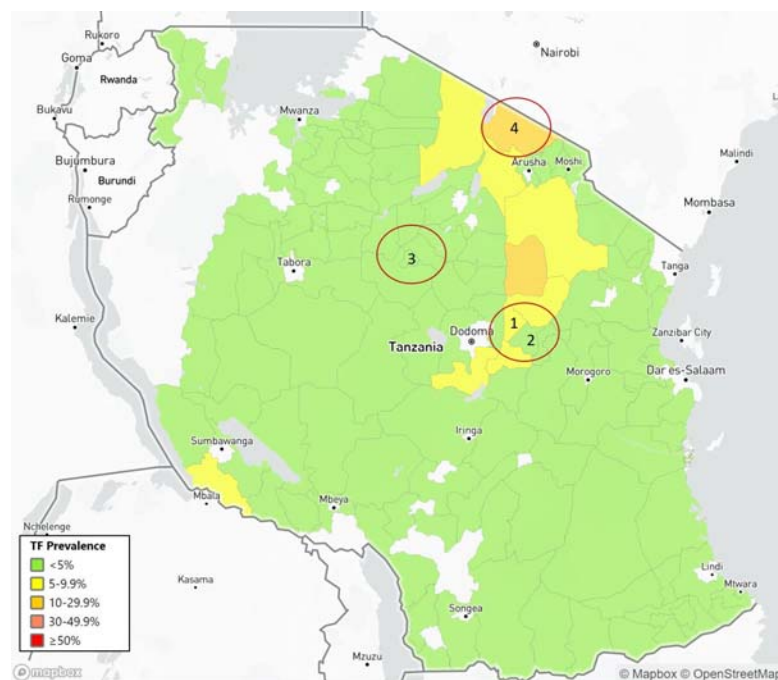 Rukoro
Goma
Nairobi
Rwanda
Bukavu
Mwanza
4
Arusha
Moshi
Malindi
Bujumbura
Burundi
Rumonge
Mombasa
3
Tabora
Tanga
Kalemie
1
Dodoma
2
Zanzibar City
Tanzania
Morogoro
Dar es-Salaam
Iringa
Sumbawanga
Mbala
Mbeya
Nchelenge
TF Prevalence
<5%
5-9.9%
10-29.9%
30-49.9%
≥50%
Kasama
Lindi
Mtwara
Songea
Mzuzu
mapbox
© Mapbox © OpenStreetMap